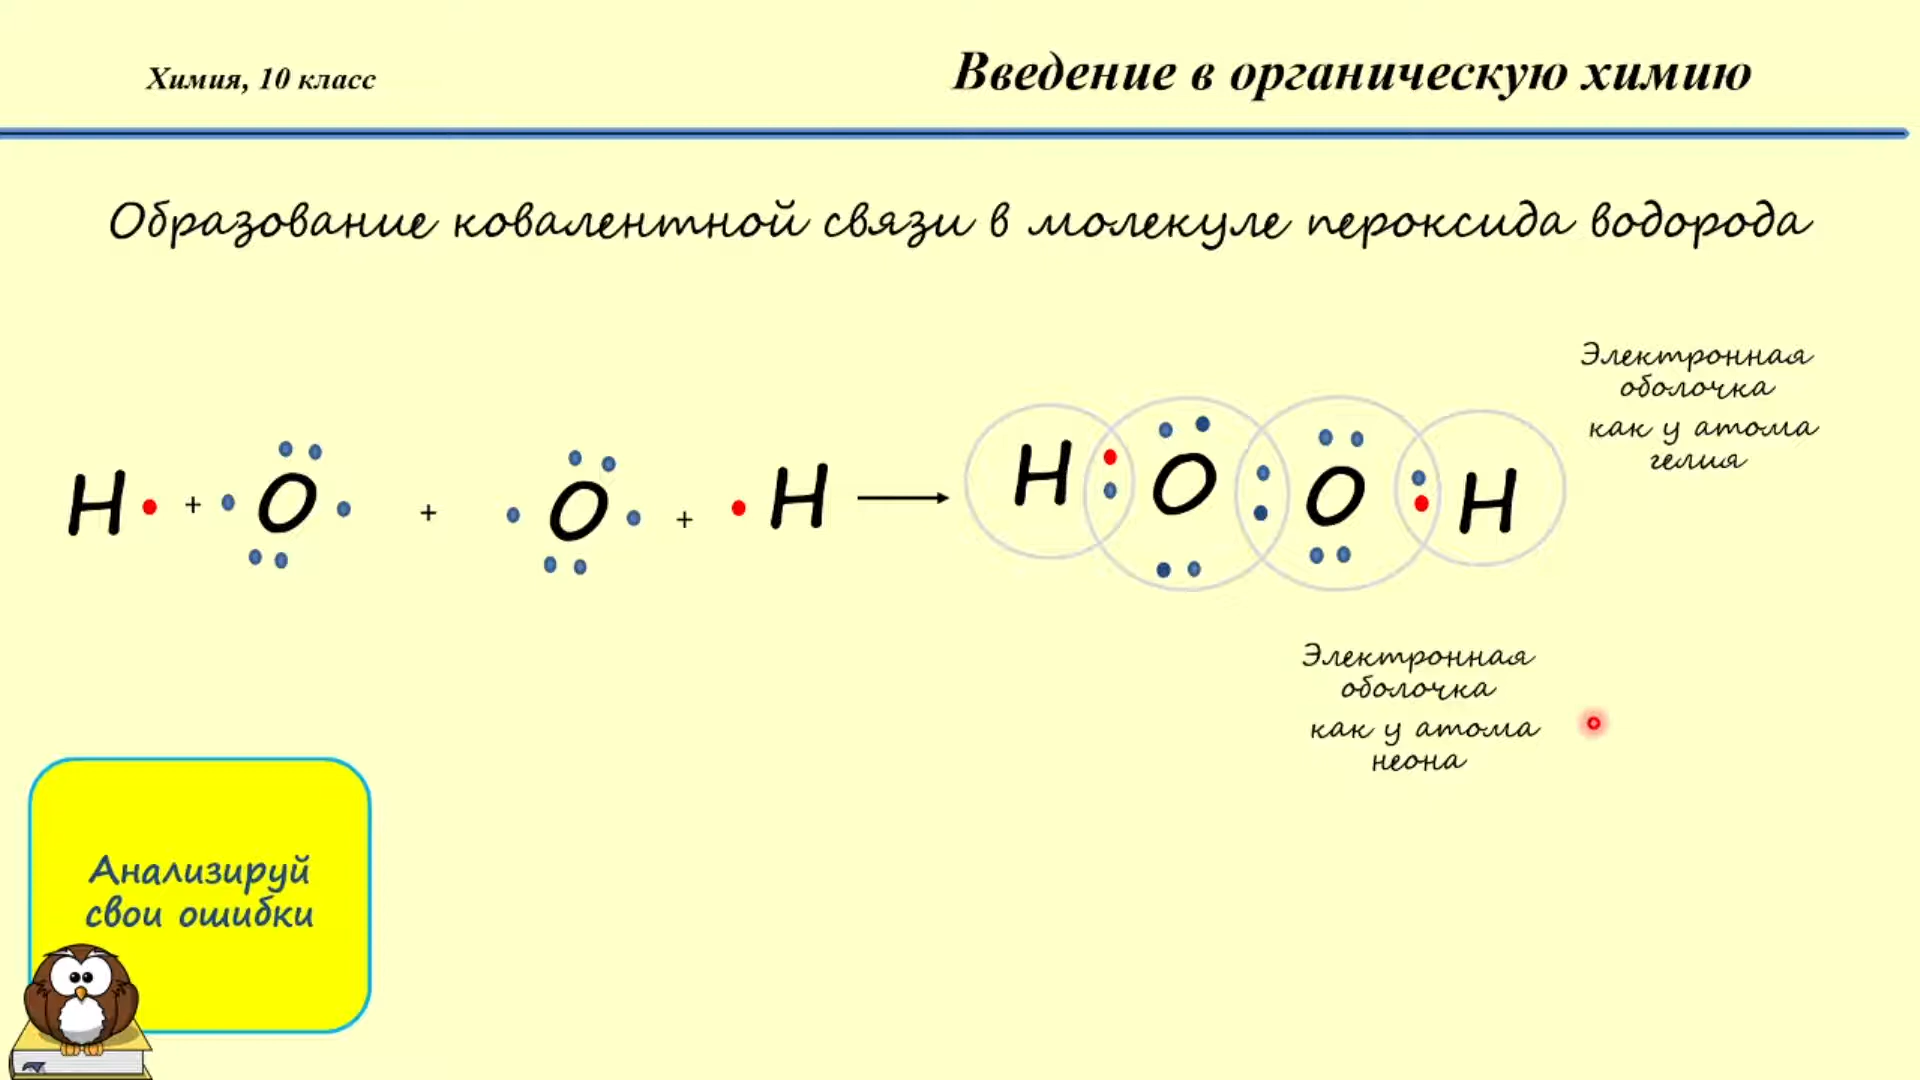 Химия, 10 класс
Введение в органическую химию
Образование ковалентной связи в молекуле пероксида водорода
H + O + O + H → H O O H
Электронная
оболочка
как у атома
гелия
Электронная
оболочка
как у атома
неона
Анализируй
свои ошибки